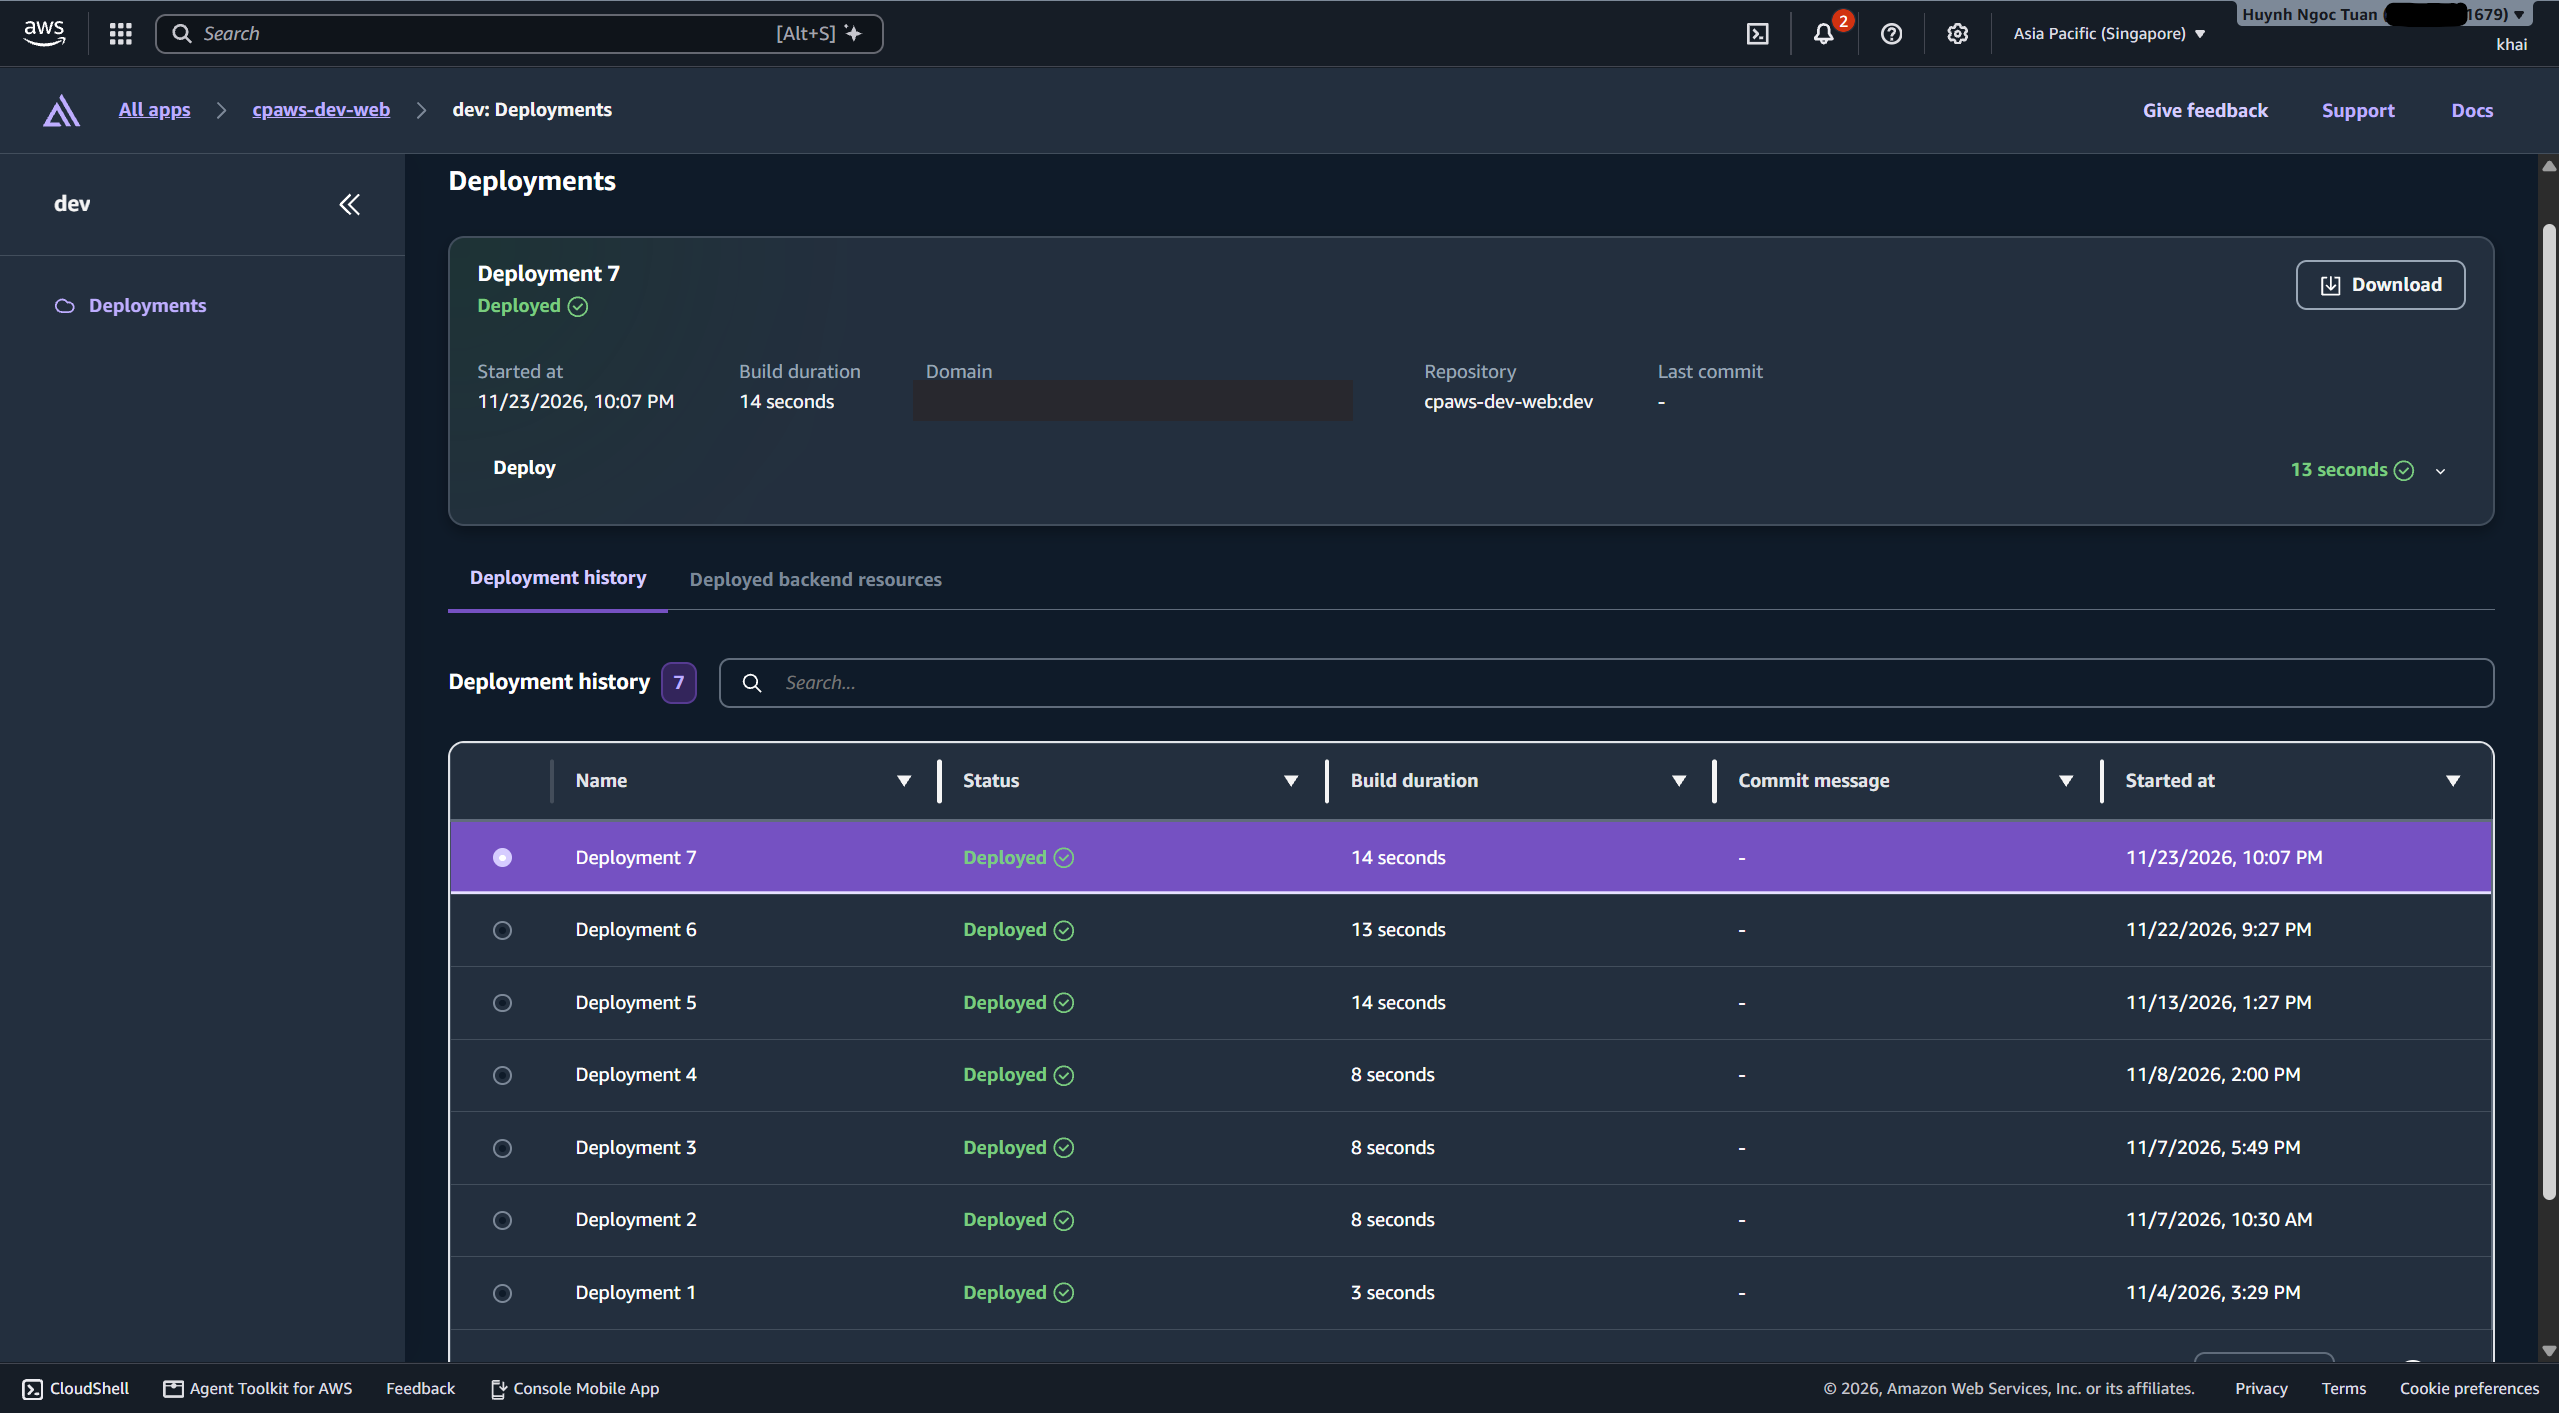 aws
Search [Alt+S]
2
Asia Pacific (Singapore)
Huynh Ngoc Tuan 1679)
khai
All apps
cpaws-dev-web
dev: Deployments
Give feedback
Support
Docs
dev
Deployments
Deployments
Deployment 7
Deployed
Download
Started at
11/23/2026, 10:07 PM
Build duration
14 seconds
Domain
Repository
cpaws-dev-web:dev
Last commit
-
Deploy
13 seconds
Deployment history
Deployed backend resources
Deployment history 7
Search...
Name Status Build duration Commit message Started at
Deployment 7 Deployed 14 seconds - 11/23/2026, 10:07 PM
Deployment 6 Deployed 13 seconds - 11/22/2026, 9:27 PM
Deployment 5 Deployed 14 seconds - 11/13/2026, 1:27 PM
Deployment 4 Deployed 8 seconds - 11/8/2026, 2:00 PM
Deployment 3 Deployed 8 seconds - 11/7/2026, 5:49 PM
Deployment 2 Deployed 8 seconds - 11/7/2026, 10:30 AM
Deployment 1 Deployed 3 seconds - 11/4/2026, 3:29 PM
CloudShell
Agent Toolkit for AWS
Feedback
Console Mobile App
© 2026, Amazon Web Services, Inc. or its affiliates.
Privacy
Terms
Cookie preferences